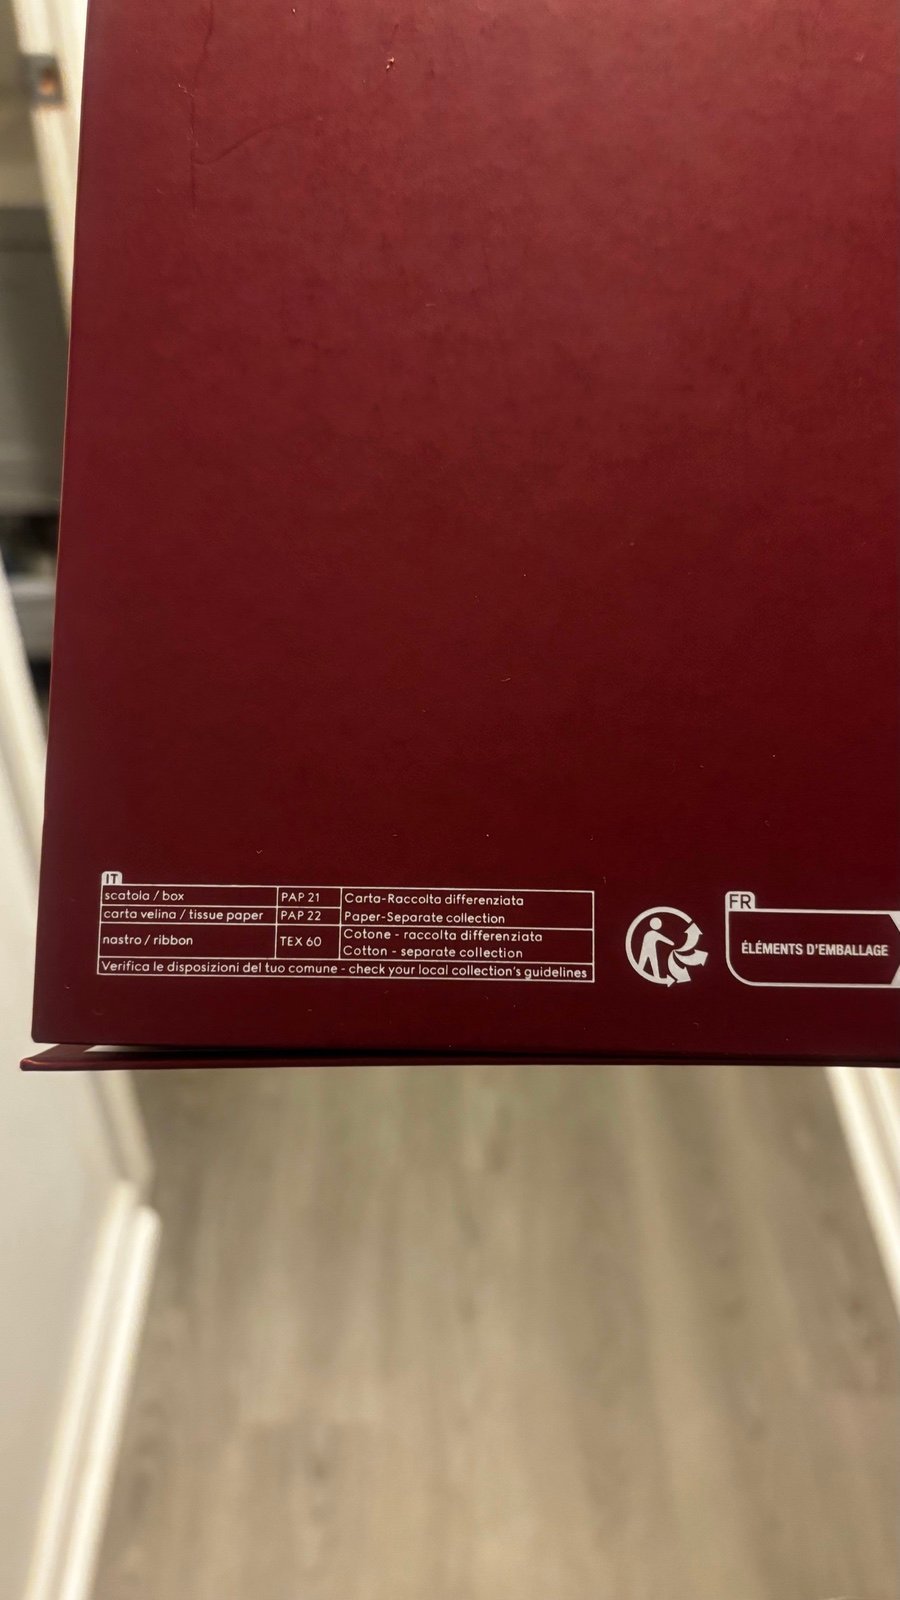 IT
scatola / box PAP 21 Carta-Raccolta differenziata
carta velina / tissue paper PAP 22 Paper-Separate collection
nastro / ribbon TEX 60 Cotone - raccolta differenziata
Cotton - separate collection
Verifica le disposizioni del tuo comune - check your local collection's guidelines
FR
ÉLÉMENTS D'EMBALLAGE